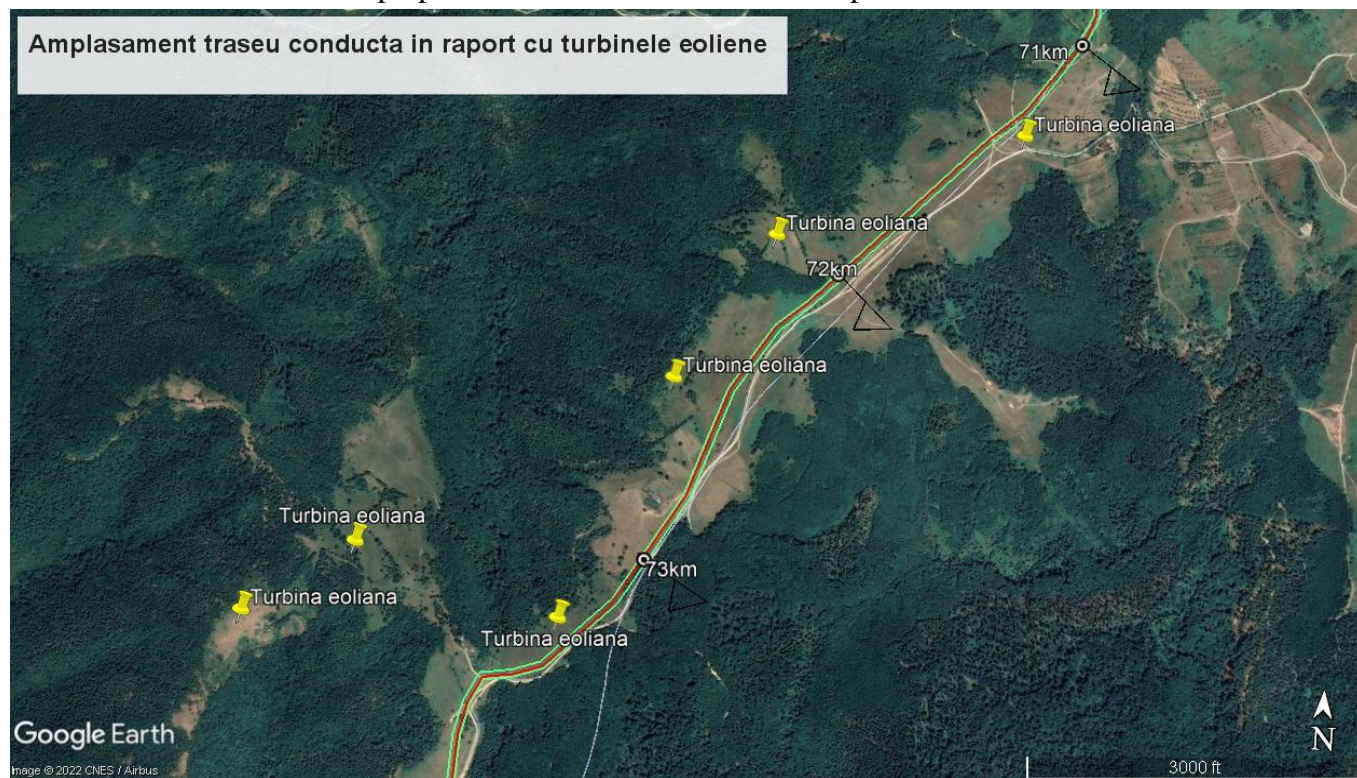 Amplasament traseu conducta in raport cu turbinele eoliene
71km
Turbina eoliana
Turbina eoliana
72km
Turbina eoliana
Turbina eoliana
73km
Turbina eoliana
Turbina eoliana
Google Earth
Image © 2022 CNES / Airbus
N
3000 ft